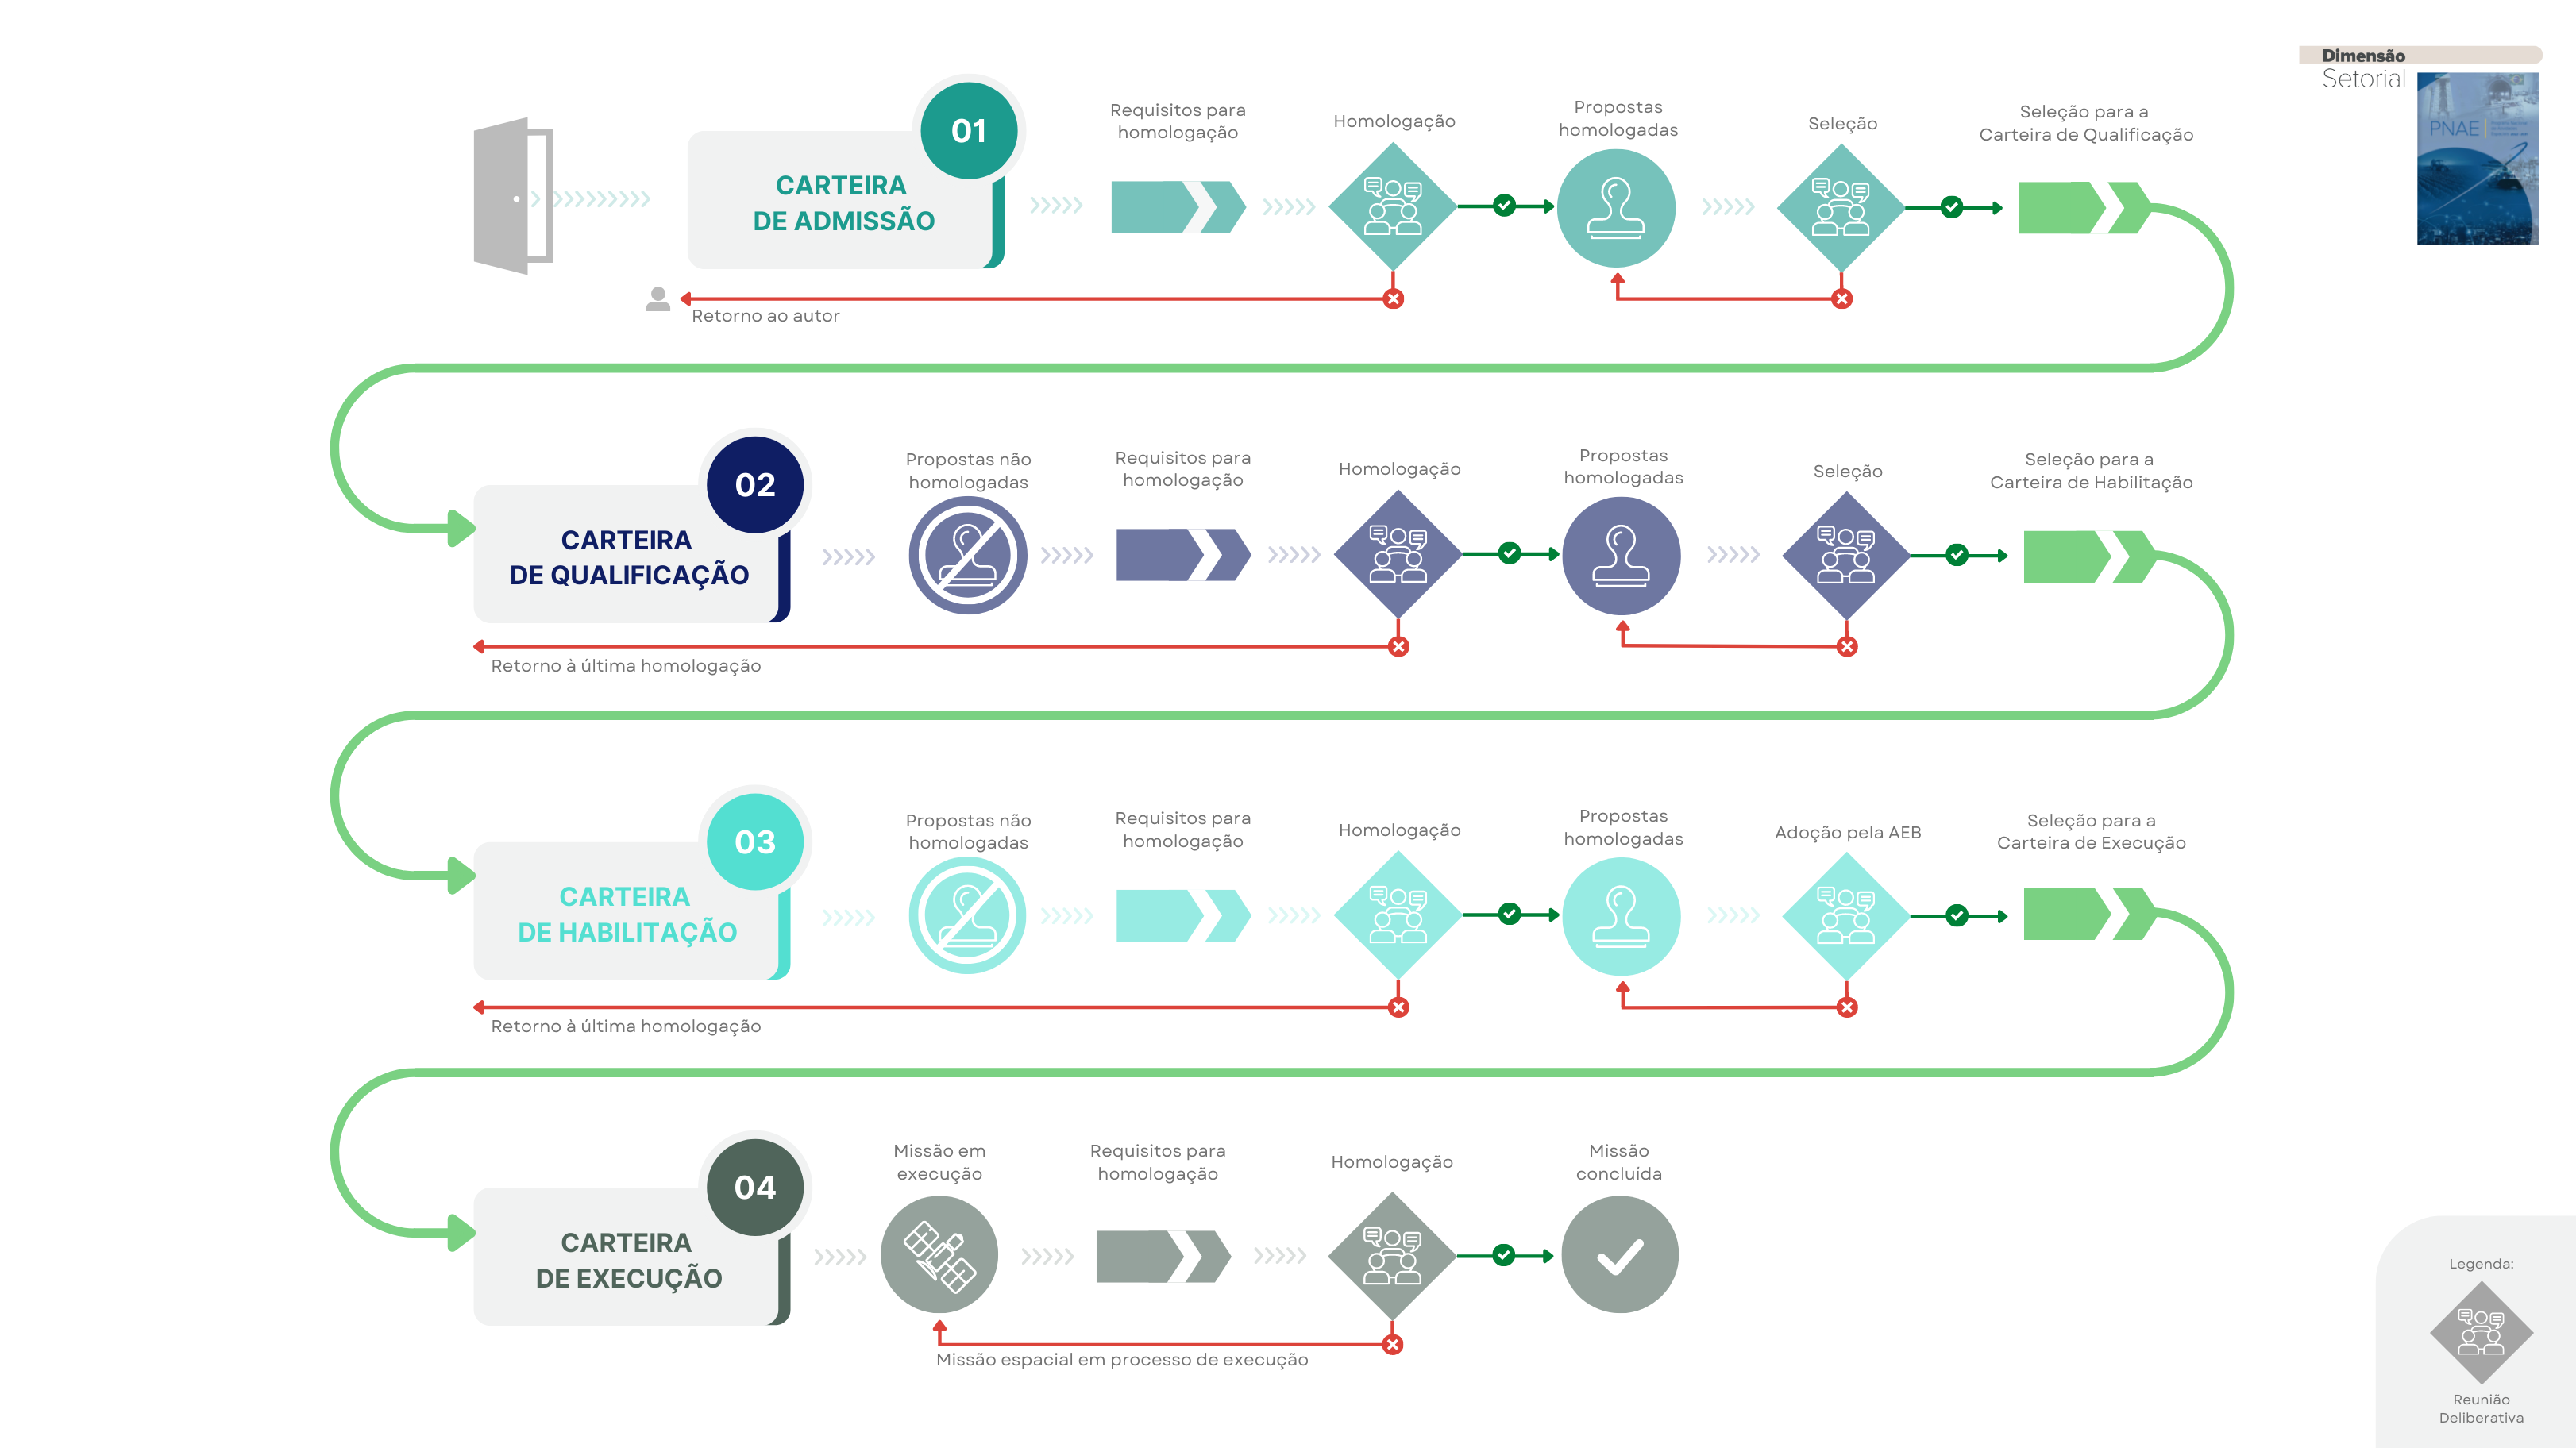 Dimensão
Setorial
PNAE
01
CARTEIRA
DE ADMISSÃO
Requisitos para
homologação
Homologação
Propostas
homologadas
Seleção
Seleção para a
Carteira de Qualificação
Retorno ao autor
02
CARTEIRA
DE QUALIFICAÇÃO
Propostas não
homologadas
Requisitos para
homologação
Homologação
Propostas
homologadas
Seleção
Seleção para a
Carteira de Habilitação
Retorno à última homologação
03
CARTEIRA
DE HABILITAÇÃO
Propostas não
homologadas
Requisitos para
homologação
Homologação
Propostas
homologadas
Adoção pela AEB
Seleção para a
Carteira de Execução
Retorno à última homologação
04
CARTEIRA
DE EXECUÇÃO
Missão em
execução
Requisitos para
homologação
Homologação
Missão
concluída
Missão espacial em processo de execução
Legenda:
Reunião
Deliberativa